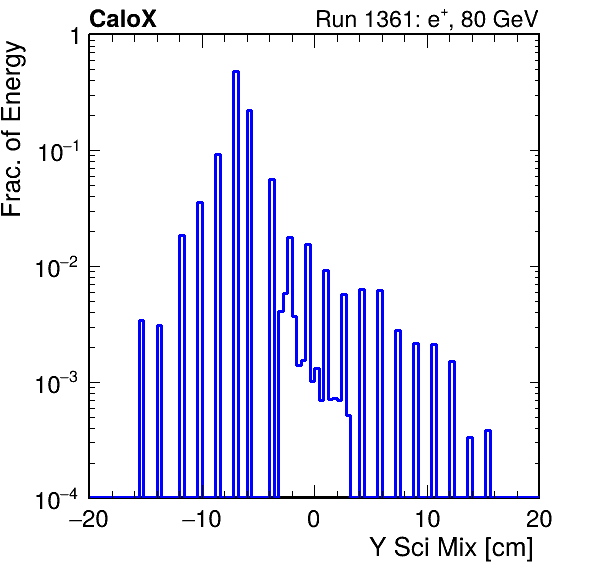 CaloX Run 1361: e⁺, 80 GeV
Frac. of Energy
1
10⁻¹
10⁻²
10⁻³
10⁻⁴
−20 −10 0 10 20
Y Sci Mix [cm]